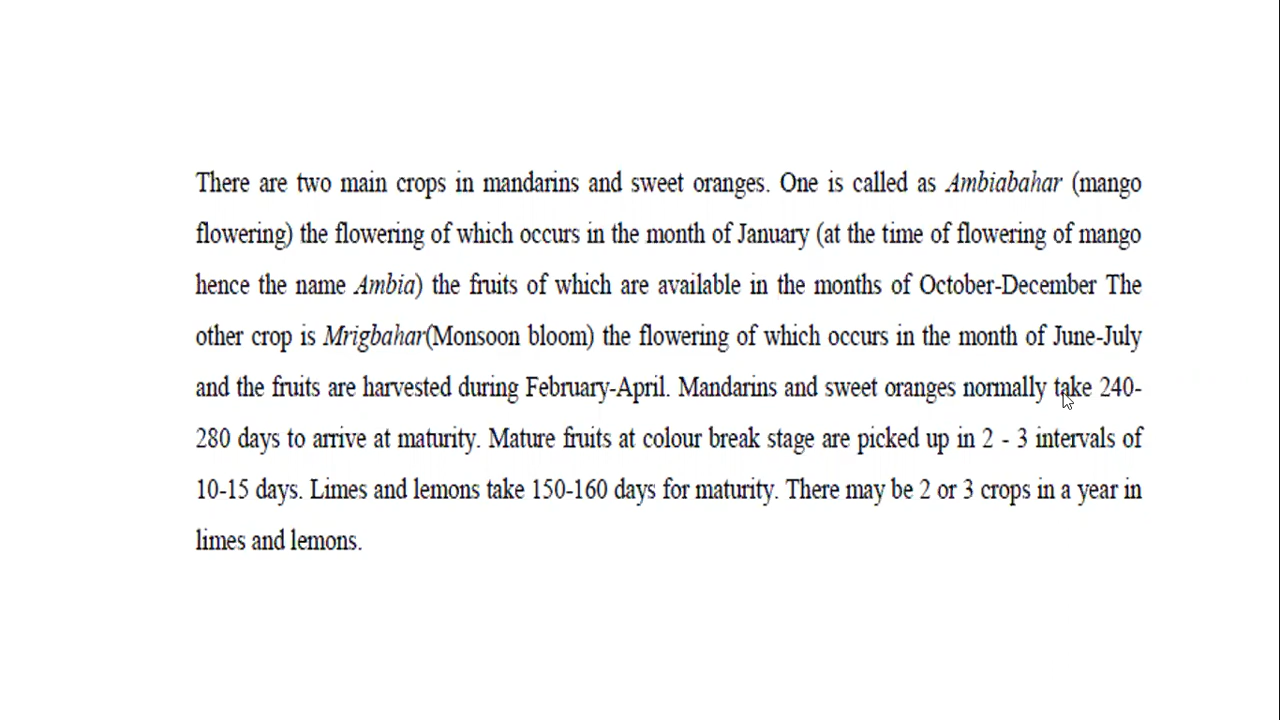 There are two main crops in mandarins and sweet oranges. One is called as Ambiabahar (mango
flowering) the flowering of which occurs in the month of January (at the time of flowering of mango
hence the name Ambia) the fruits of which are available in the months of October-December The
other crop is Mrigbahar(Monsoon bloom) the flowering of which occurs in the month of June-July
and the fruits are harvested during February-April. Mandarins and sweet oranges normally take 240-
280 days to arrive at maturity. Mature fruits at colour break stage are picked up in 2 - 3 intervals of
10-15 days. Limes and lemons take 150-160 days for maturity. There may be 2 or 3 crops in a year in
limes and lemons.